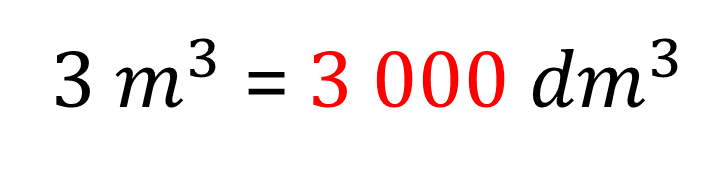 3 m³ = 3 000 dm³